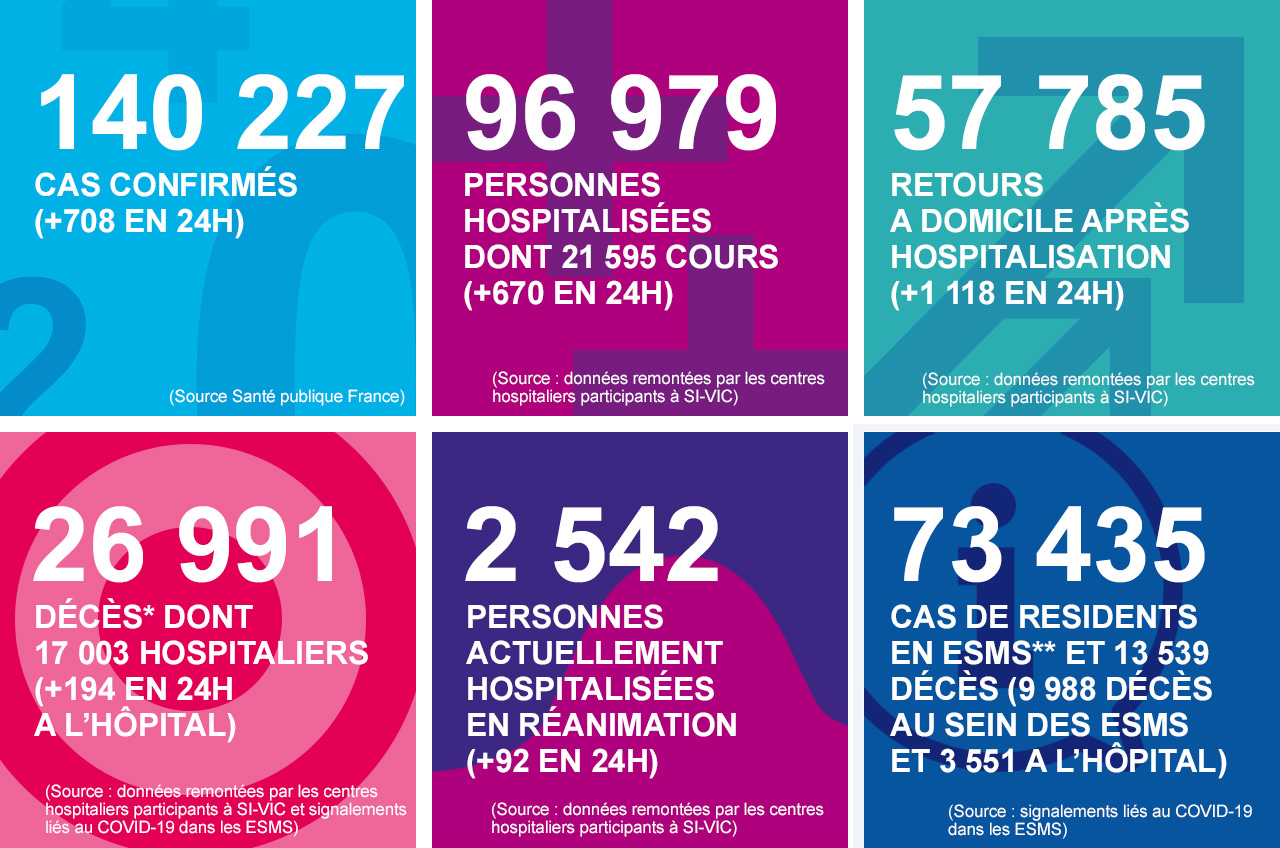 140 227
CAS CONFIRMÉS
(+708 EN 24H)
(Source Santé publique France)
96 979
PERSONNES
HOSPITALISÉES
DONT 21 595 COURS
(+670 EN 24H)
(Source : données remontées par les centres
hospitaliers participants à SI-VIC)
57 785
RETOURS
A DOMICILE APRÈS
HOSPITALISATION
(+1 118 EN 24H)
(Source : données remontées par les centres
hospitaliers participants à SI-VIC)
26 991
DÉCÈS* DONT
17 003 HOSPITALIERS
(+194 EN 24H
A L’HÔPITAL)
(Source : données remontées par les centres
hospitaliers participants à SI-VIC et signalements
liés au COVID-19 dans les ESMS)
2 542
PERSONNES
ACTUELLEMENT
HOSPITALISÉES
EN RÉANIMATION
(+92 EN 24H)
(Source : données remontées par les centres
hospitaliers participants à SI-VIC)
73 435
CAS DE RESIDENTS
EN ESMS** ET 13 539
DÉCÈS (9 988 DÉCÈS
AU SEIN DES ESMS
ET 3 551 A L’HÔPITAL)
(Source : signalements liés au COVID-19
dans les ESMS)